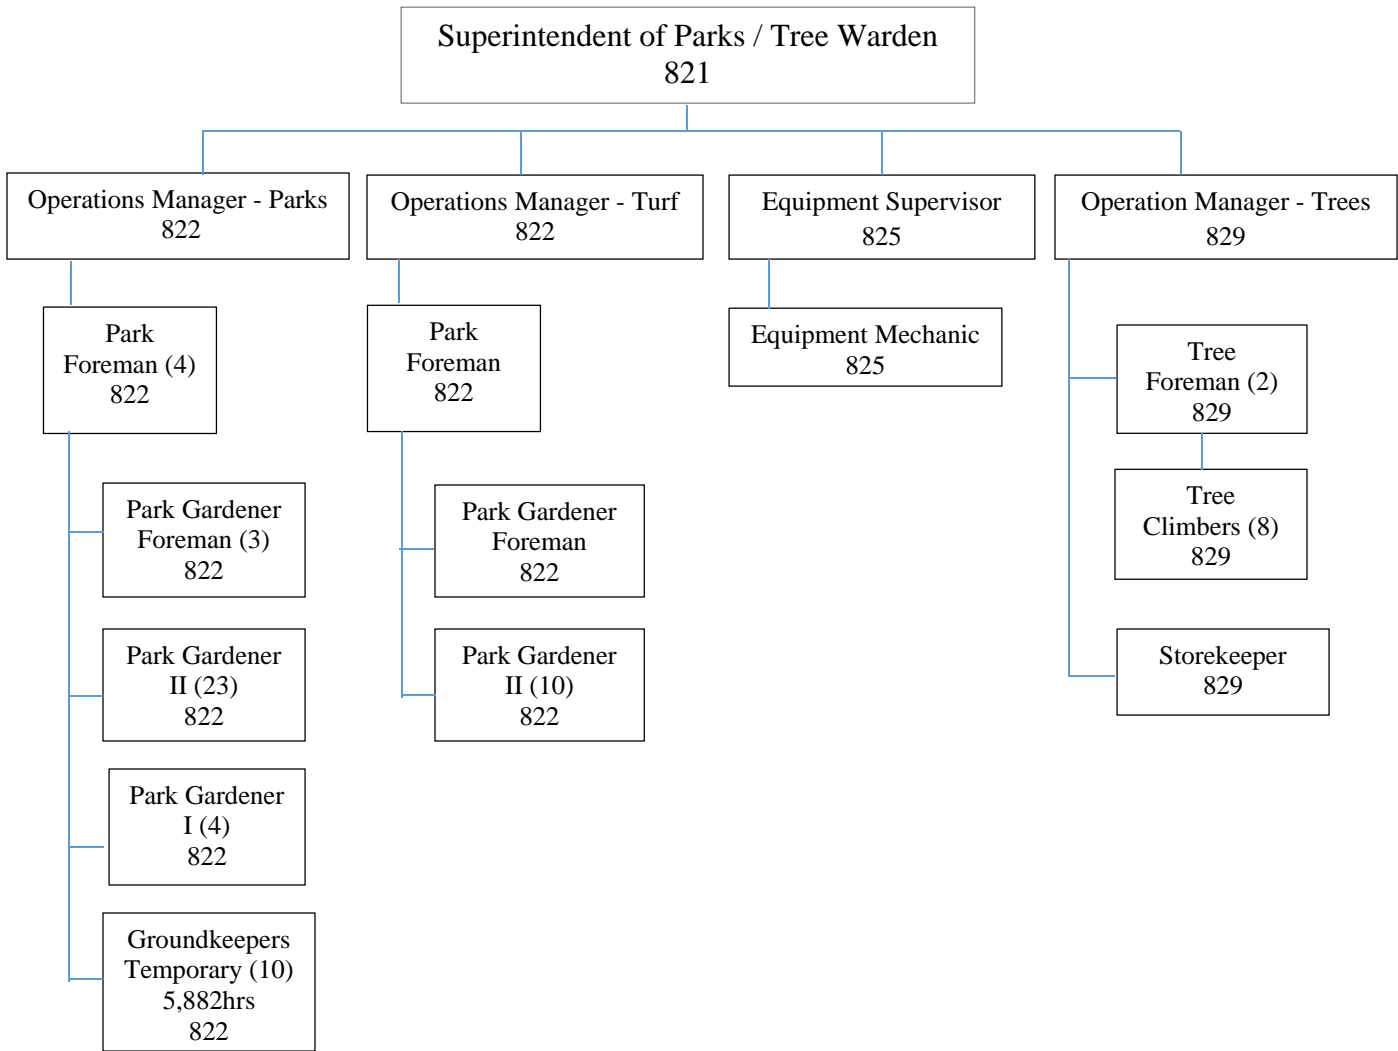 Superintendent of Parks / Tree Warden
821
Operations Manager - Parks
822
Operations Manager - Turf
822
Equipment Supervisor
825
Operation Manager - Trees
829
Park
Foreman (4)
822
Park Gardener
Foreman (3)
822
Park Gardener
II (23)
822
Park Gardener
I (4)
822
Groundkeepers
Temporary (10)
5,882hrs
822
Park
Foreman
822
Park Gardener
Foreman
822
Park Gardener
II (10)
822
Equipment Mechanic
825
Tree
Foreman (2)
829
Tree
Climbers (8)
829
Storekeeper
829